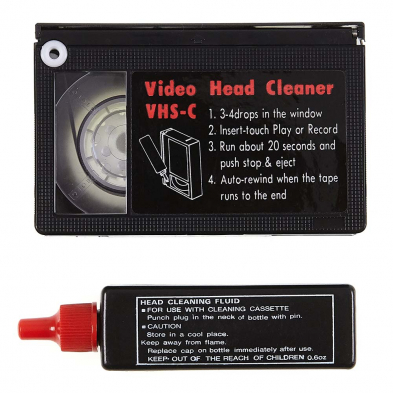 Video Head Cleaner
VHS-C
1. 3-4drops in the window
2. Insert-touch Play or Record
3. Run about 20 seconds and
push stop & eject
4. Auto-rewind when the tape
runs to the end
HEAD CLEANING FLUID
■ FOR USE WITH CLEANING CASSETTE
Punch plug in the neck of bottle with pin.
■ CAUTION
Store in a cool place.
Keep away from flame.
Replace cap on bottle immediately after use.
KEEP OUT OF THE REACH OF CHILDREN 0.6oz